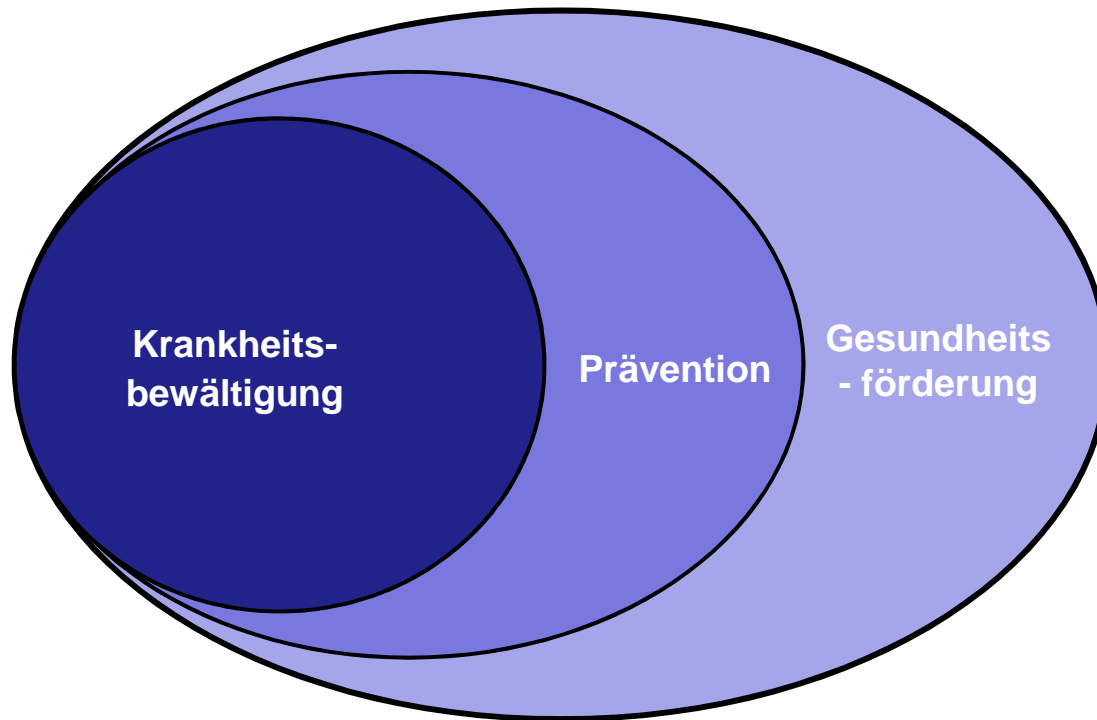 Krankheits-
bewältigung
Prävention
Gesundheits
- förderung